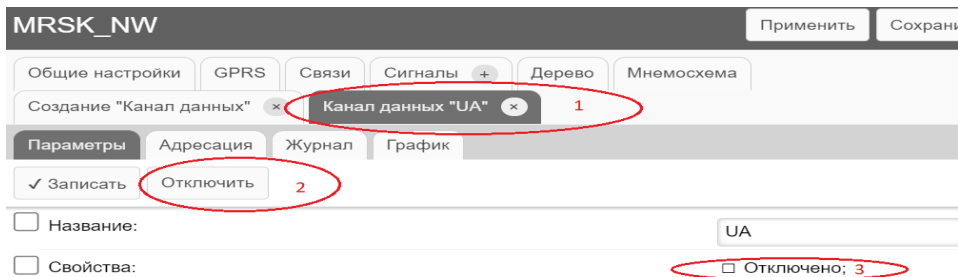 MRSK_NW Применить Сохрани
Общие настройки GPRS Связи Сигналы + Дерево Мнемосхема
Создание "Канал данных" × Канал данных "UA" × 1
Параметры Адресация Журнал График
✓ Записать Отключить 2
Название: UA
Свойства: Отключено; 3